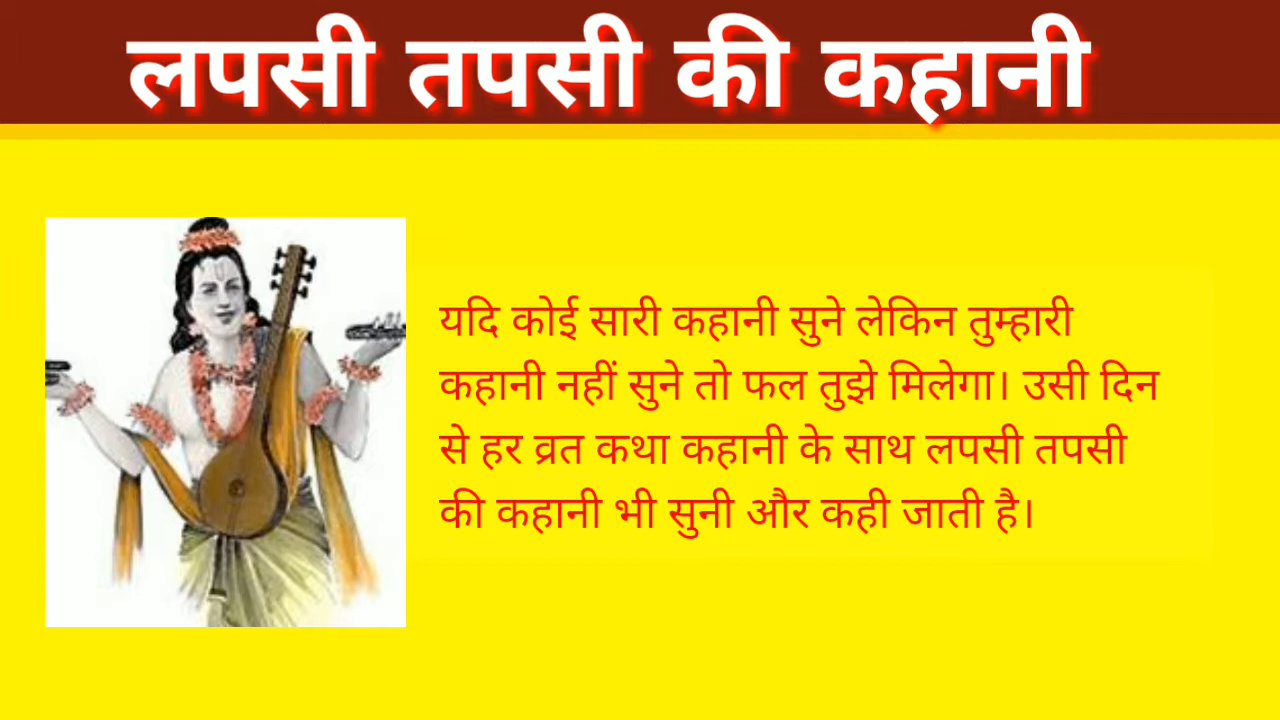 लपसी तपसी की कहानी
यदि कोई सारी कहानी सुने लेकिन तुम्हारी
कहानी नहीं सुने तो फल तुझे मिलेगा। उसी दिन
से हर व्रत कथा कहानी के साथ लपसी तपसी
की कहानी भी सुनी और कही जाती है।